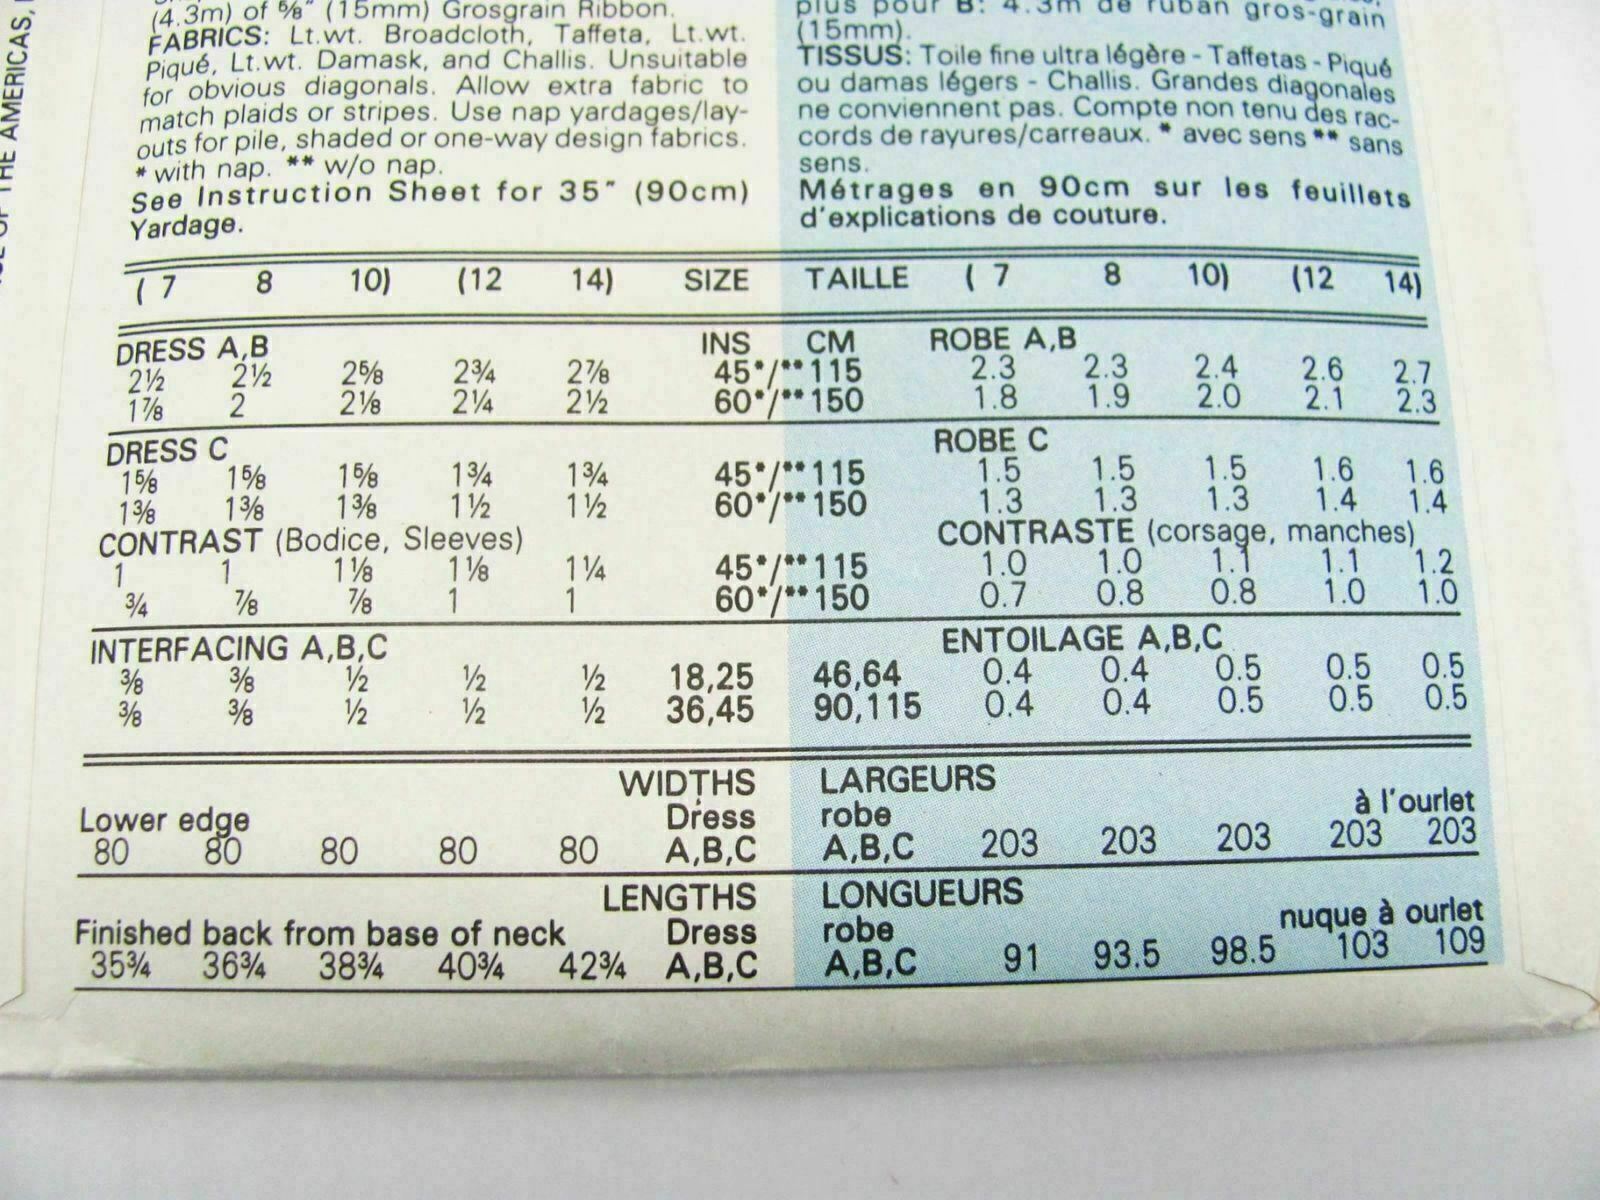 (4.3m) of ⅝" (15mm) Grosgrain Ribbon.
FABRICS: Lt.wt. Broadcloth, Taffeta, Lt.wt.
Piqué, Lt.wt. Damask, and Challis. Unsuitable
for obvious diagonals. Allow extra fabric to
match plaids or stripes. Use nap yardages/lay-
outs for pile, shaded or one-way design fabrics.
* with nap. ** w/o nap.
See Instruction Sheet for 35" (90cm)
Yardage.
plus pour B: 4.3m de ruban gros-grain
(15mm).
TISSUS: Toile fine ultra légère - Taffetas - Piqué
ou damas légers - Challis. Grandes diagonales
ne conviennent pas. Compte non tenu des rac-
cords de rayures/carreaux. * avec sens ** sans
sens.
Métrages en 90cm sur les feuillets
d'explications de couture.
( 7 8 10) (12 14) SIZE TAILLE ( 7 8 10) (12 14)
DRESS A,B INS CM ROBE A,B
2½ 2½ 2⅝ 2¾ 2⅞ 45*/**115 2.3 2.3 2.4 2.6 2.7
1⅞ 2 2⅛ 2¼ 2½ 60*/**150 1.8 1.9 2.0 2.1 2.3
DRESS C ROBE C
1⅝ 1⅝ 1⅝ 1¾ 1¾ 45*/**115 1.5 1.5 1.5 1.6 1.6
1⅜ 1⅜ 1⅜ 1½ 1½ 60*/**150 1.3 1.3 1.3 1.4 1.4
CONTRAST (Bodice, Sleeves) CONTRASTE (corsage, manches)
1 1 1⅛ 1⅛ 1¼ 45*/**115 1.0 1.0 1.1 1.1 1.2
¾ ⅞ ⅞ 1 1 60*/**150 0.7 0.8 0.8 1.0 1.0
INTERFACING A,B,C ENTOILAGE A,B,C
⅜ ⅜ ½ ½ ½ 18,25 46,64 0.4 0.4 0.5 0.5 0.5
⅜ ⅜ ½ ½ ½ 36,45 90,115 0.4 0.4 0.5 0.5 0.5
WIDTHS LARGEURS
Lower edge Dress robe à l'ourlet
80 80 80 80 80 A,B,C A,B,C 203 203 203 203 203
LENGTHS LONGUEURS
Finished back from base of neck Dress robe nuque à ourlet
35¾ 36¾ 38¾ 40¾ 42¾ A,B,C A,B,C 91 93.5 98.5 103 109
OF THE AMERICAS,